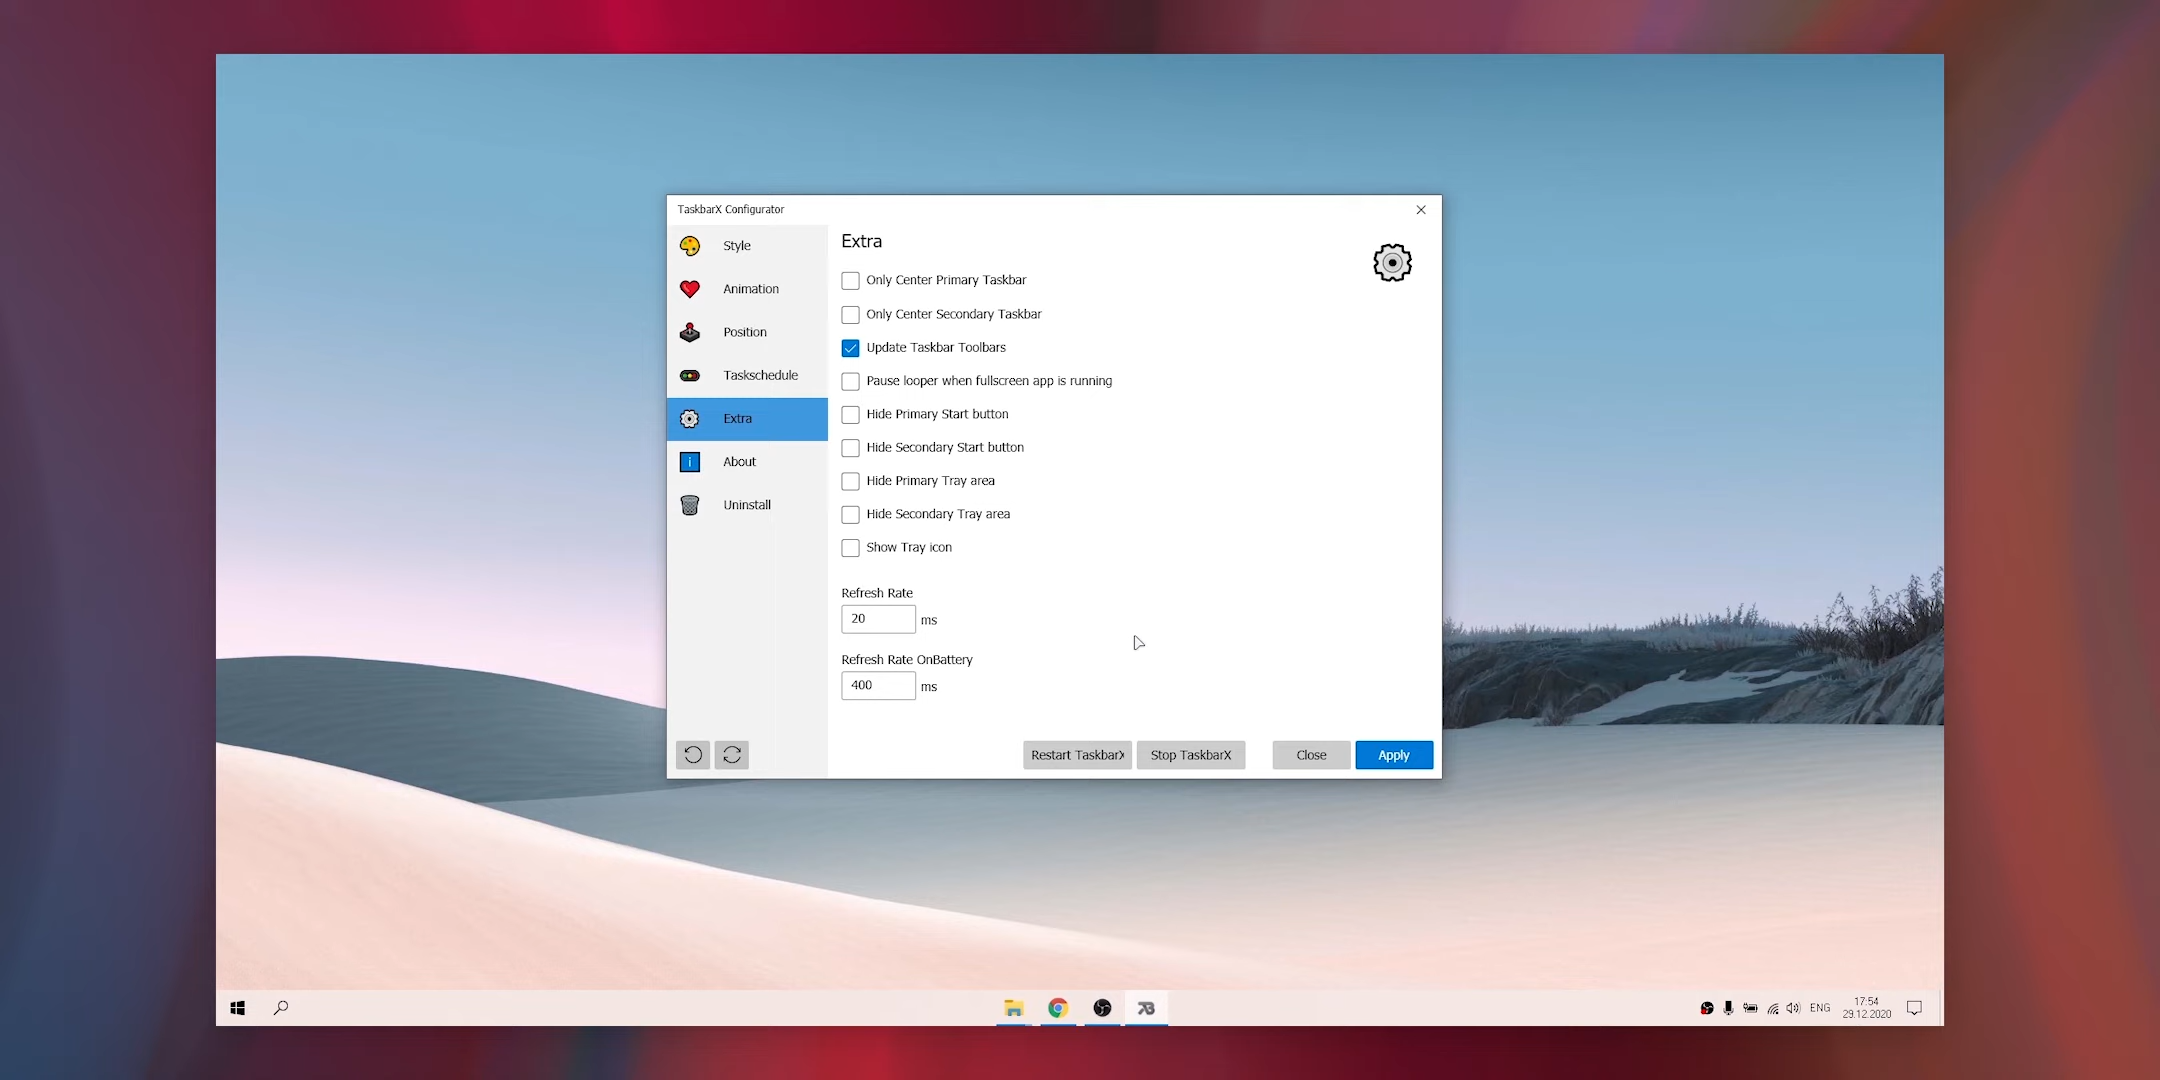 TaskbarX Configurator
Style
Animation
Position
Taskschedule
Extra
About
Uninstall
Extra
Only Center Primary Taskbar
Only Center Secondary Taskbar
Update Taskbar Toolbars
Pause looper when fullscreen app is running
Hide Primary Start button
Hide Secondary Start button
Hide Primary Tray area
Hide Secondary Tray area
Show Tray icon
Refresh Rate
20 ms
Refresh Rate OnBattery
400 ms
Restart TaskbarX Stop TaskbarX Close Apply
ENG
17:54
29.12.2020